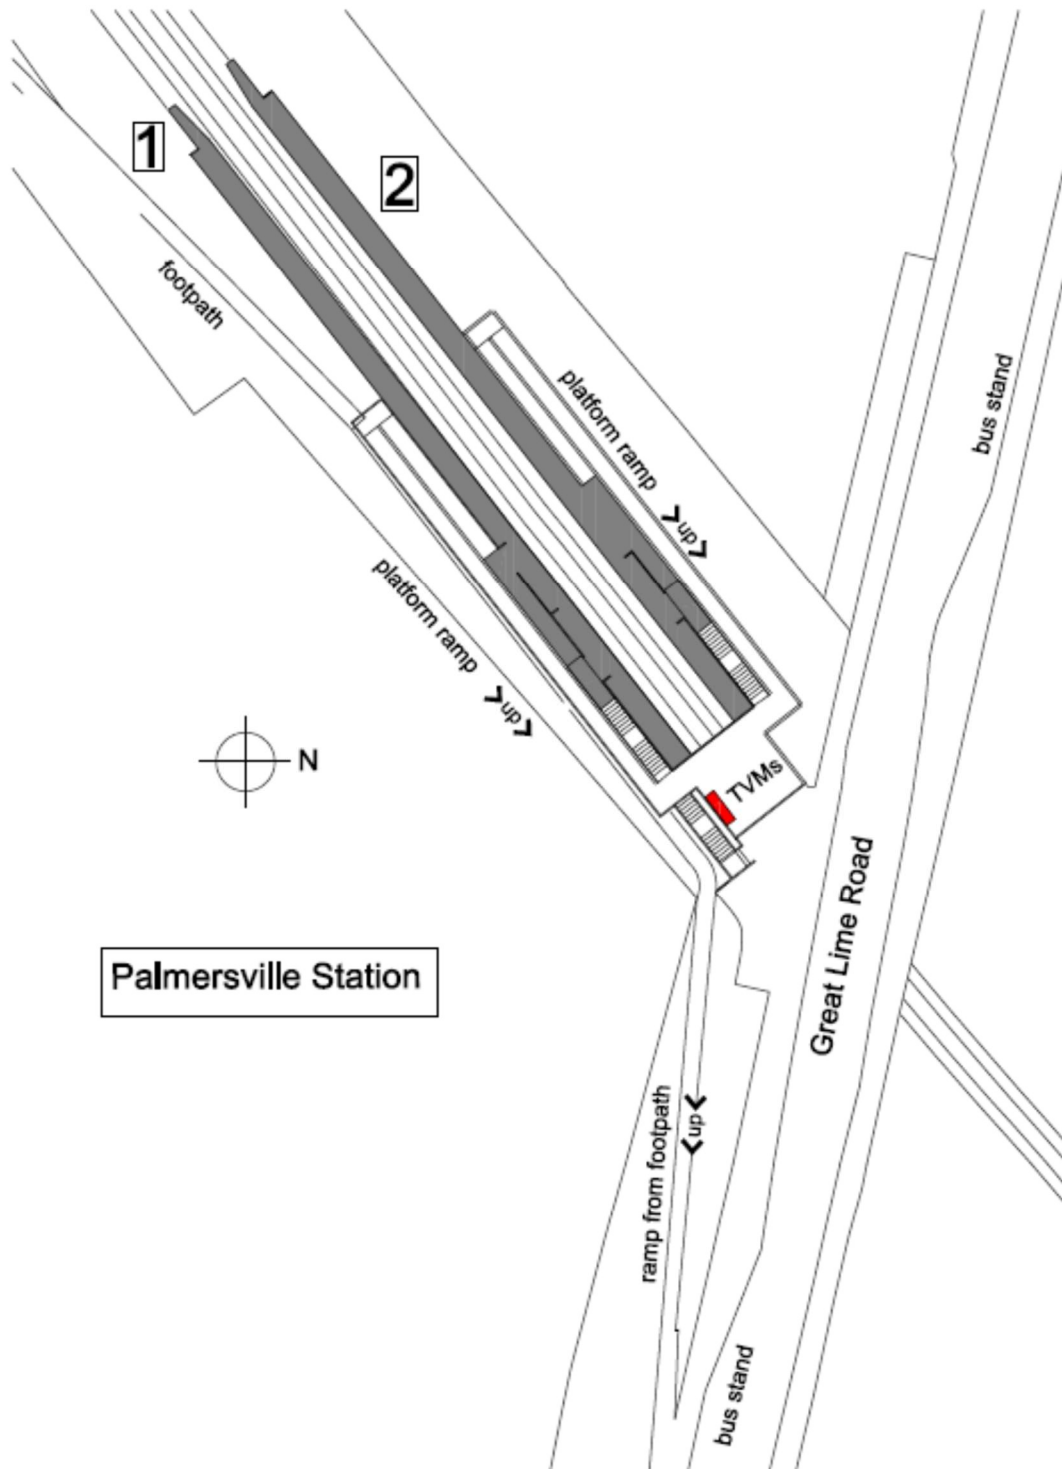 1
2
footpath
platform ramp
up
bus stand
platform ramp
up
N
TVMs
Great Lime Road
Palmersville Station
ramp from footpath
up
bus stand